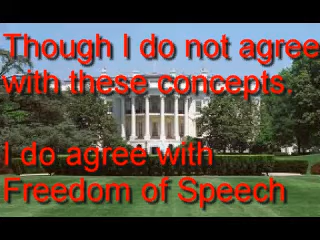 Though I do not agree
with these concepts.
I do agree with
Freedom of Speech